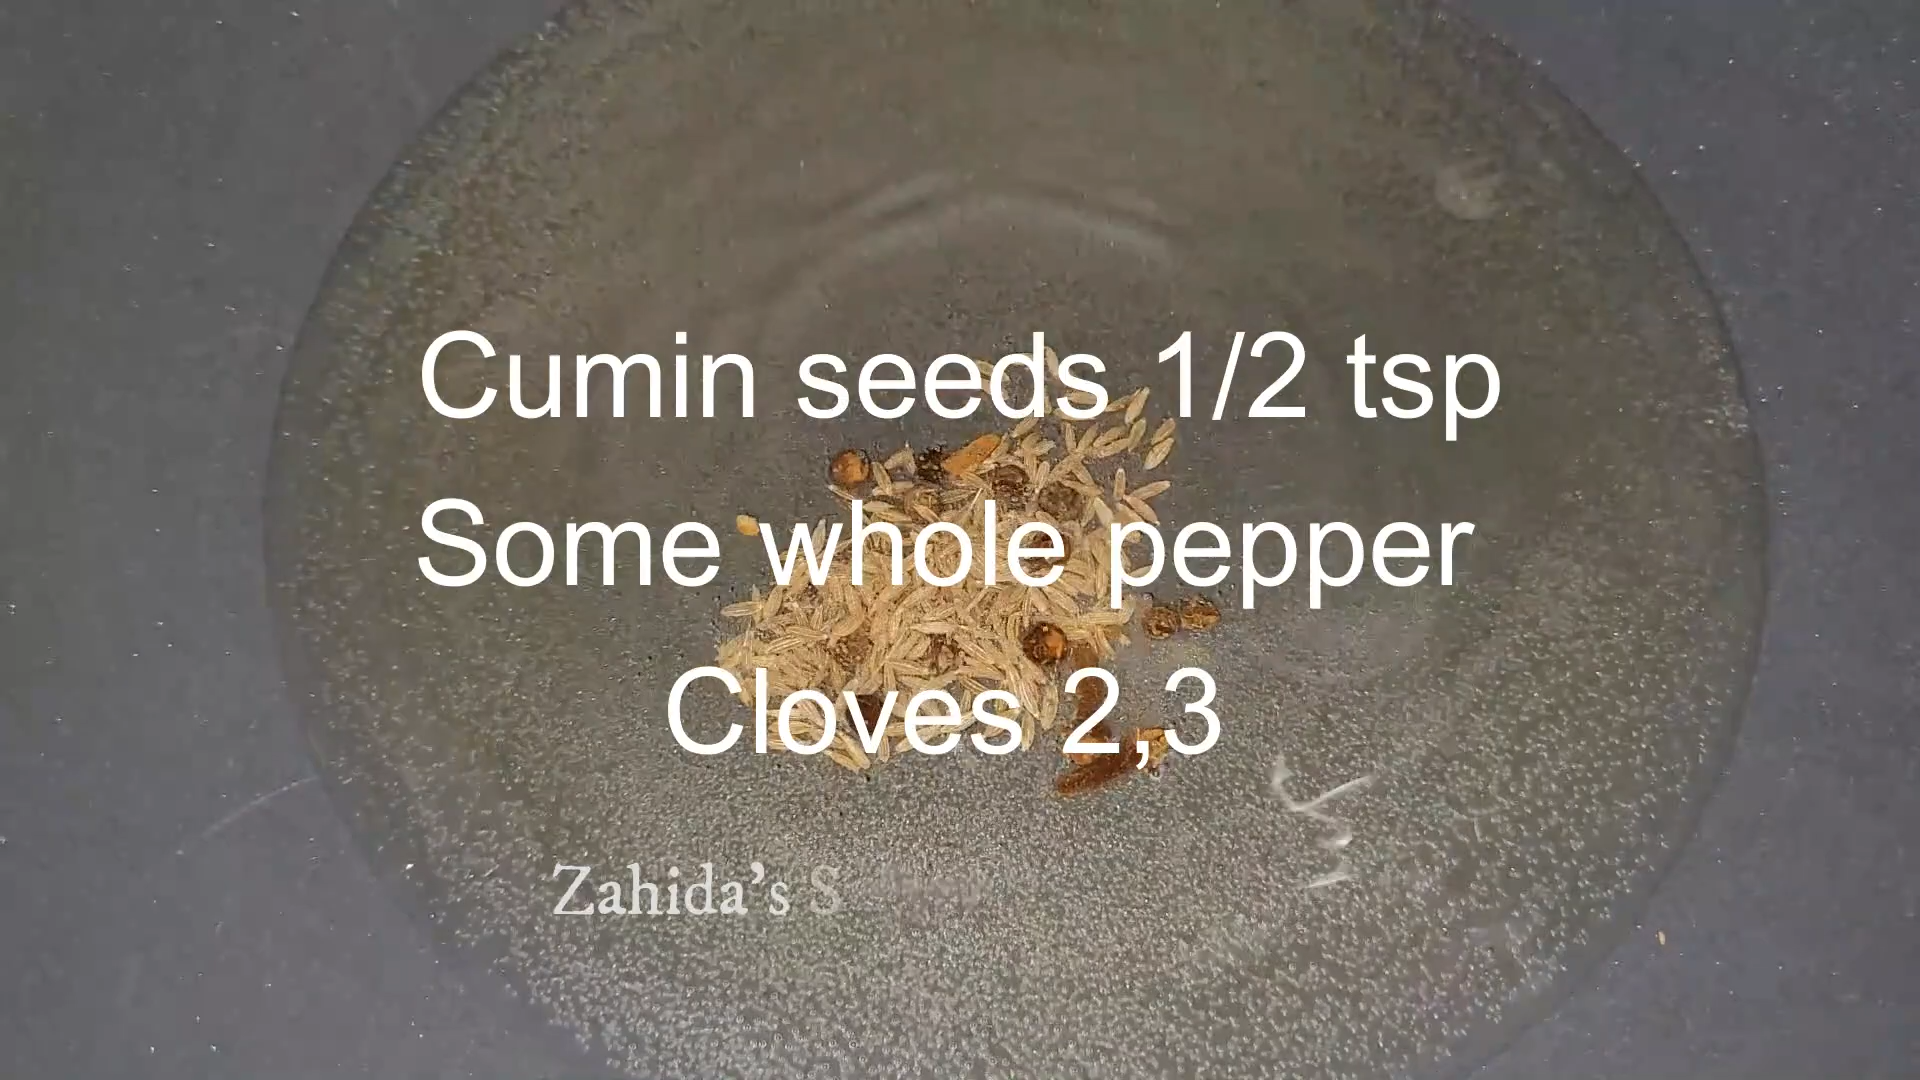 Cumin seeds 1/2 tsp
Some whole pepper
Cloves 2,3
Zahida's